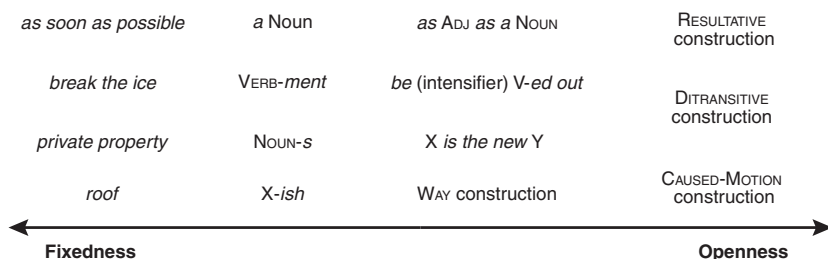 as soon as possible a Noun as ADJ as a NOUN RESULTATIVE
construction
break the ice VERB-ment be (intensifier) V-ed out DITRANSITIVE
construction
private property NOUN-s X is the new Y
roof X-ish WAY construction CAUSED-MOTION
construction
Fixedness Openness